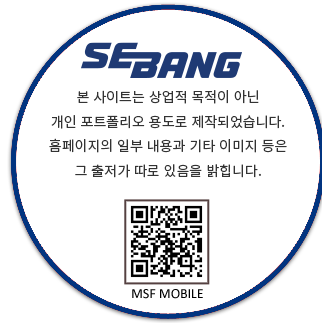 SEBANG
본 사이트는 상업적 목적이 아닌
개인 포트폴리오 용도로 제작되었습니다.
홈페이지의 일부 내용과 기타 이미지 등은
그 출저가 따로 있음을 밝힙니다.
MSF MOBILE